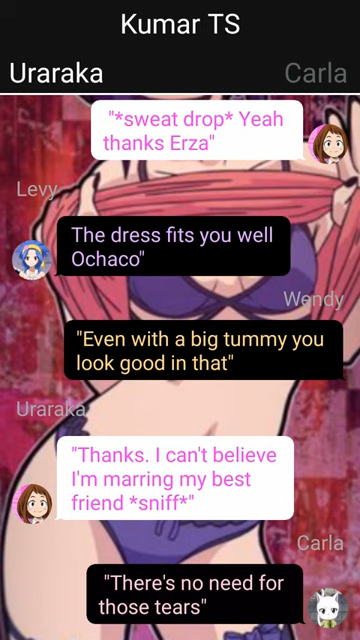 Kumar TS
Uraraka
Carla
"*sweat drop* Yeah
thanks Erza"
Levy
The dress fits you well
Ochaco"
Wendy
"Even with a big tummy you
look good in that"
Uraraka
"Thanks. I can't believe
I'm marring my best
friend *sniff*"
Carla
"There's no need for
those tears"